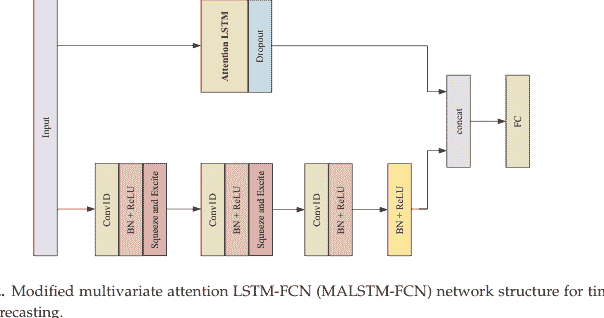 Input
Attention LSTM
Dropout
Conv1D
BN + ReLU
Squeeze and Excite
Conv1D
BN + ReLU
Squeeze and Excite
Conv1D
BN + ReLU
BN + ReLU
concat
FC
. Modified multivariate attention LSTM-FCN (MALSTM-FCN) network structure for tim
recasting.